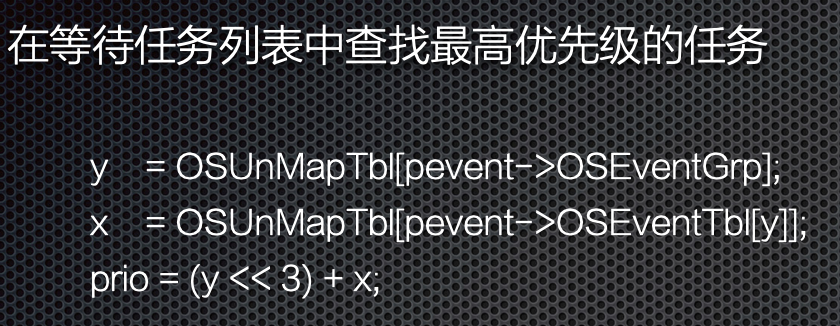 在等待任务列表中查找最高优先级的任务
y = OSUnMapTbl[pevent->OSEventGrp];
x = OSUnMapTbl[pevent->OSEventTbl[y]];
prio = (y << 3) + x;